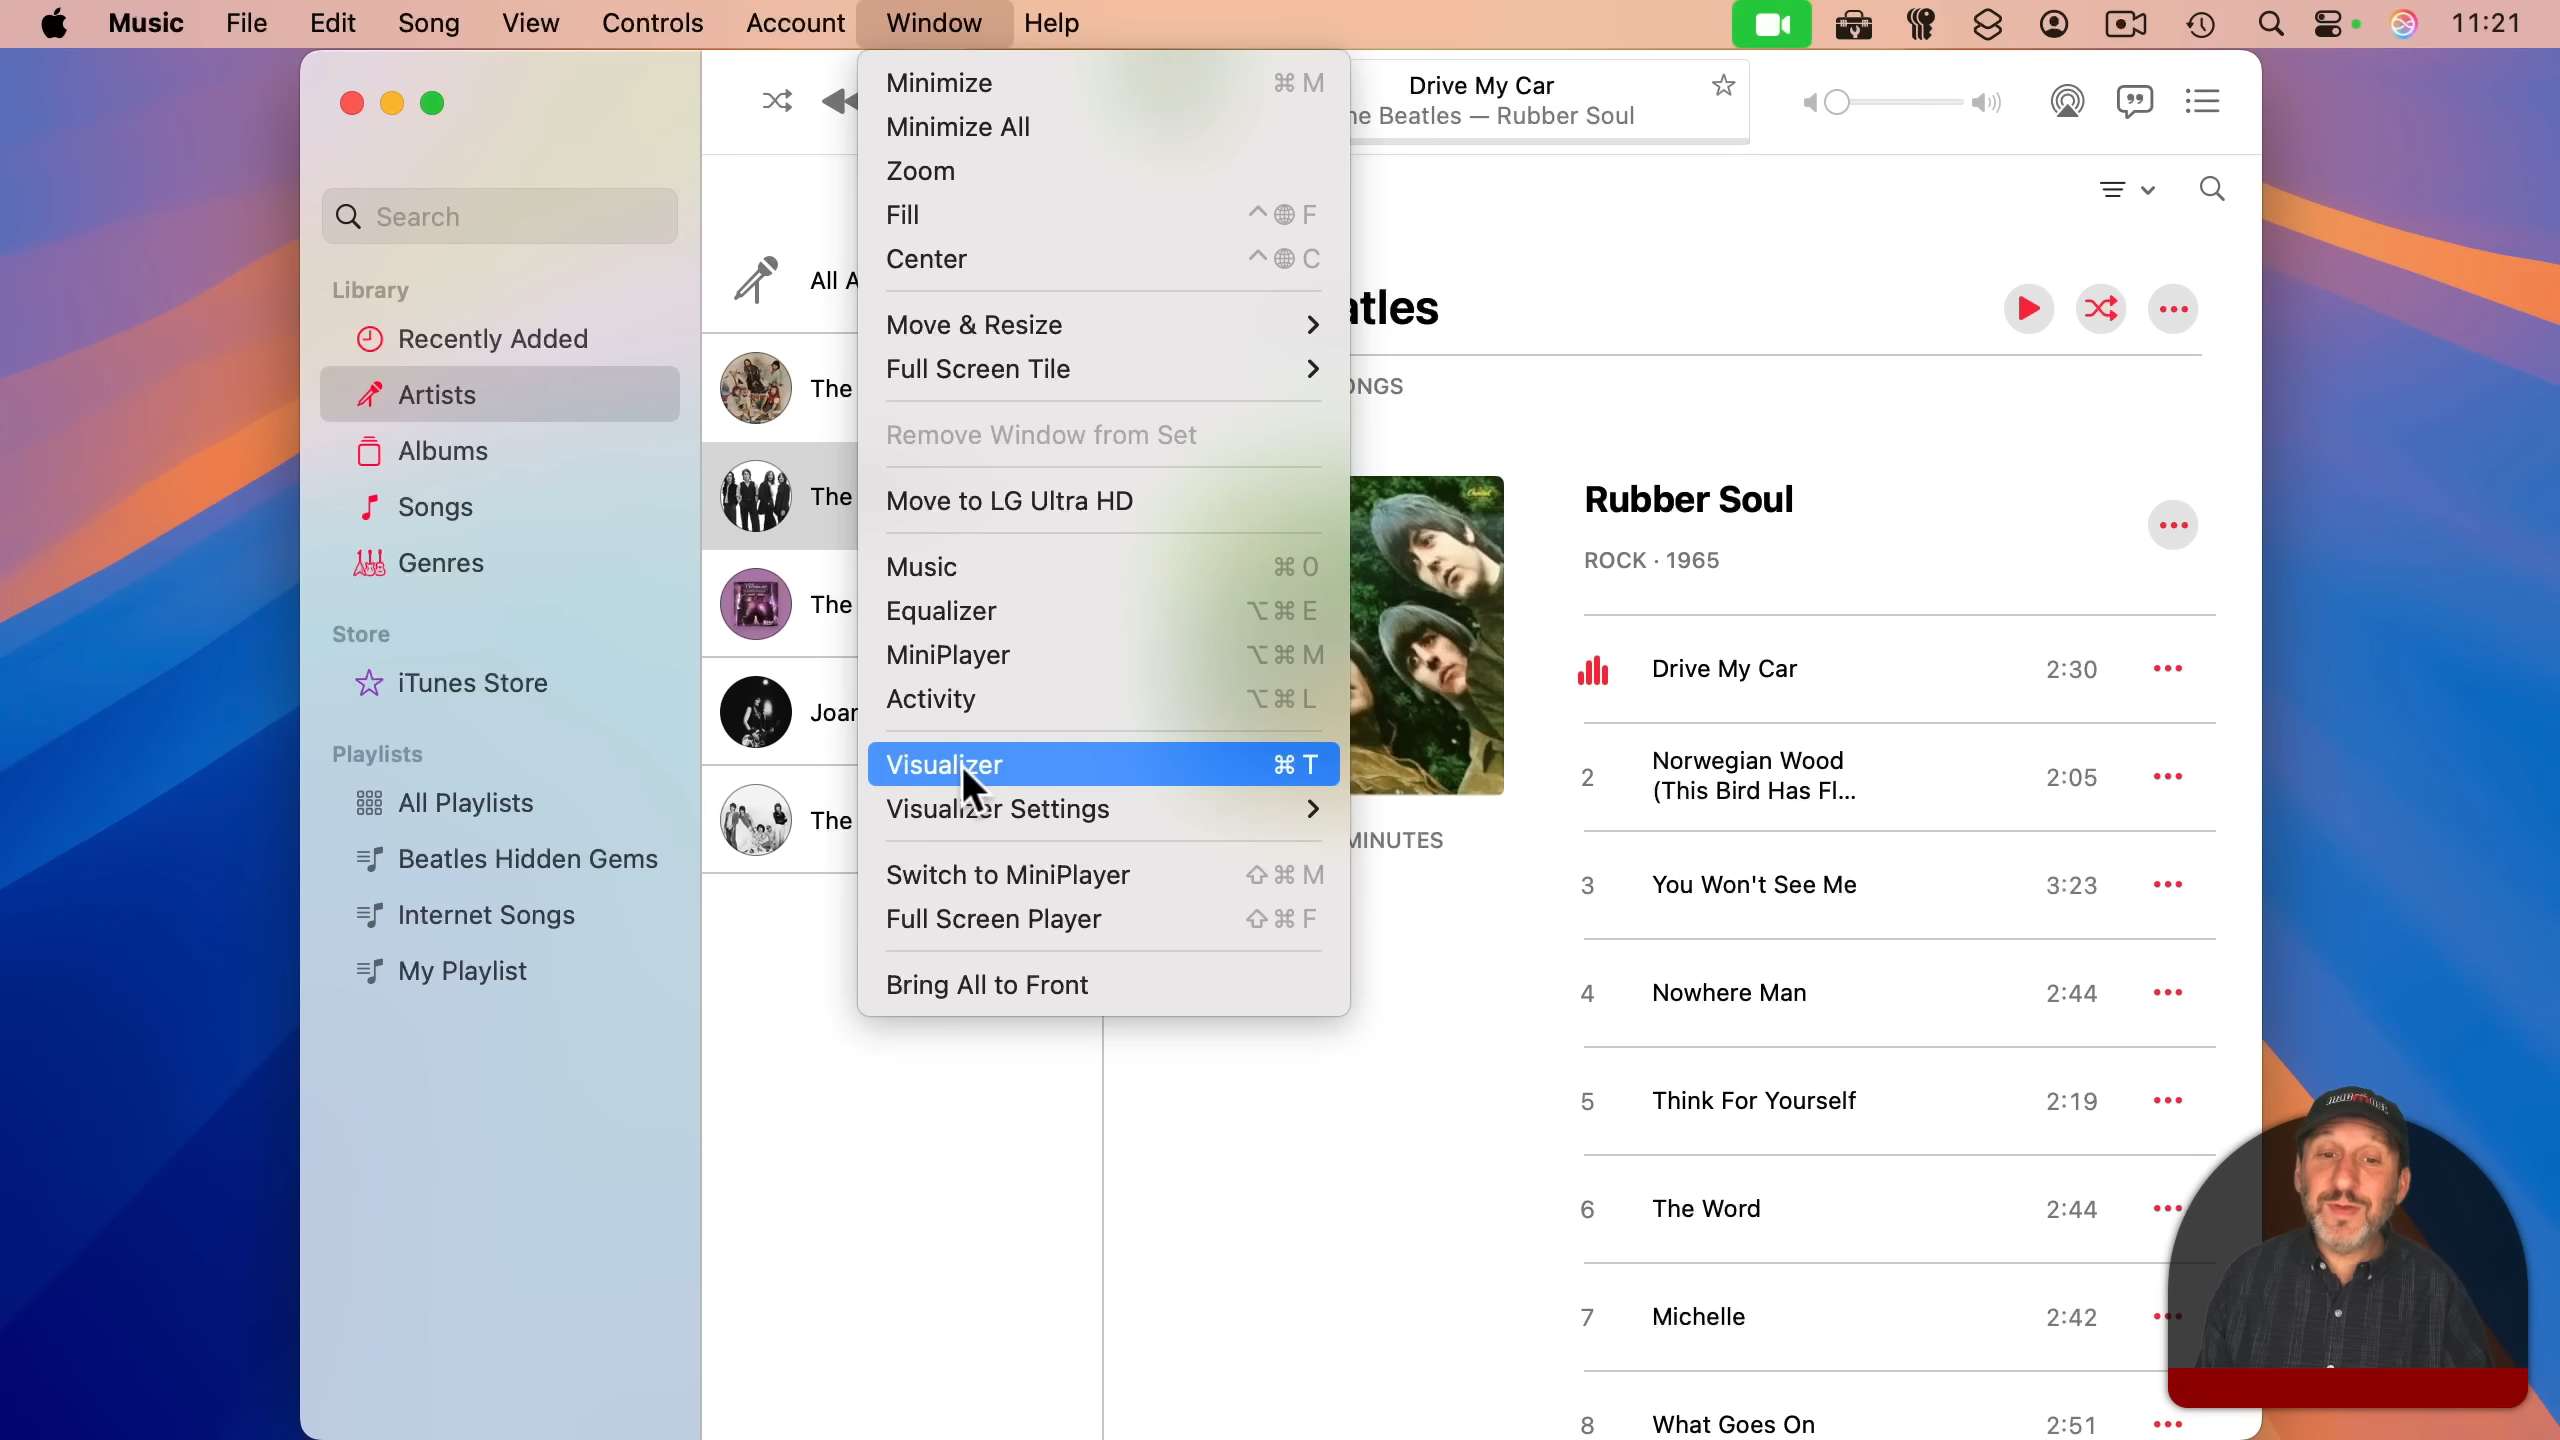 Music File Edit Song View Controls Account Window Help 11:21
Minimize ⌘ M
Minimize All
Zoom
Fill ^ F
Center ^ C
Move & Resize
Full Screen Tile
Remove Window from Set
Move to LG Ultra HD
Music ⌘ 0
Equalizer ⌥ ⌘ E
MiniPlayer ⌥ ⌘ M
Activity ⌥ ⌘ L
Visualizer ⌘ T
Visualizer Settings
Switch to MiniPlayer ⇧ ⌘ M
Full Screen Player ⇧ ⌘ F
Bring All to Front
Search
Library
Recently Added
Artists
Albums
Songs
Genres
Store
iTunes Store
Playlists
All Playlists
Beatles Hidden Gems
Internet Songs
My Playlist
All A
The
The
The
Joan
The
Drive My Car
he Beatles — Rubber Soul
atles
ONGS
MINUTES
Rubber Soul
ROCK · 1965
Drive My Car 2:30
2 Norwegian Wood
(This Bird Has Fl... 2:05
3 You Won't See Me 3:23
4 Nowhere Man 2:44
5 Think For Yourself 2:19
6 The Word 2:44
7 Michelle 2:42
8 What Goes On 2:51